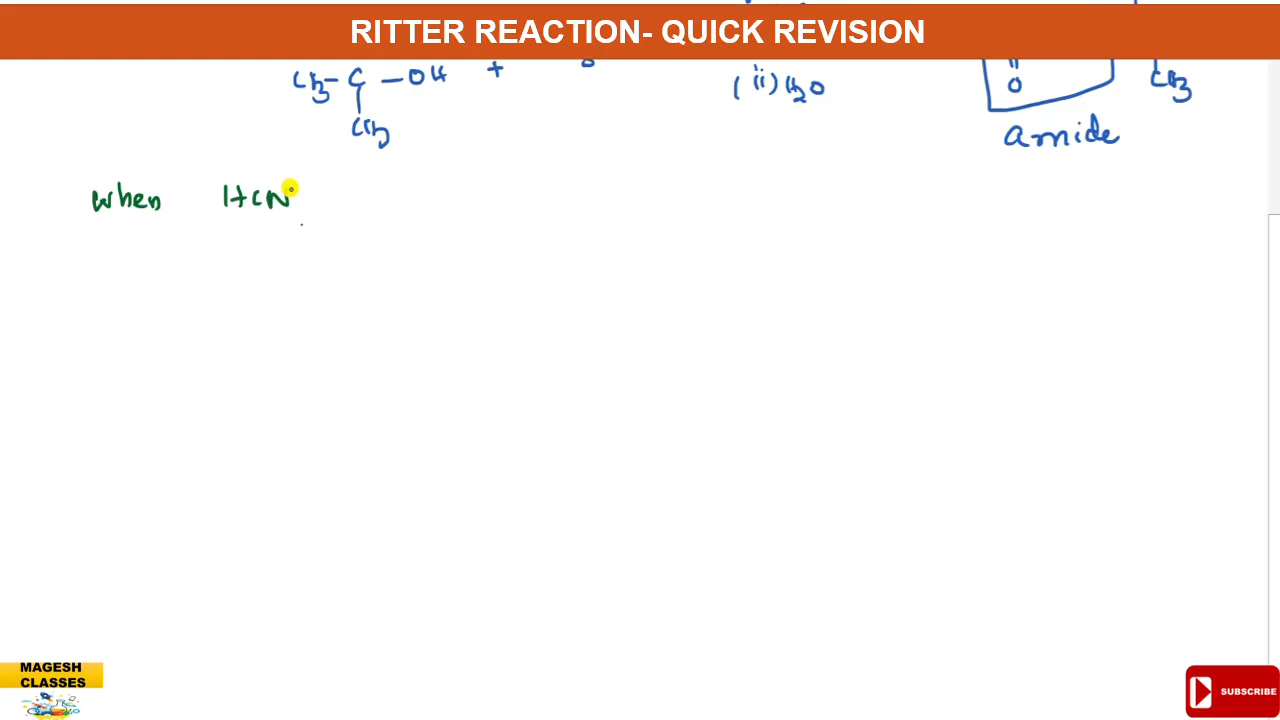 RITTER REACTION- QUICK REVISION
CH3 - C - OH +
(ii) H2O
O
CH3
CH3
amide
when HCN
MAGESH
CLASSES
SUBSCRIBE